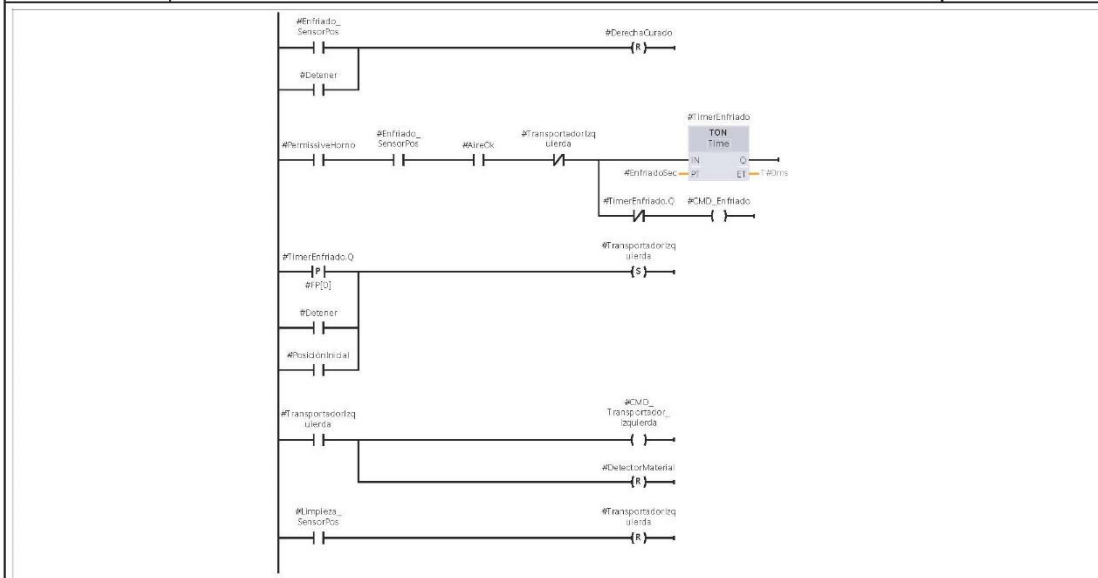 #Enfriado_
SensorPos
#DerechaCurado
R
#Detener
#TimerEnfriado
TON
Time
#PermissiveHorno
#Enfriado_
SensorPos
#AireOk
#TransportadorIzq
uierda
IN
Q
#EnfriadoSec
PT
ET
T#0ms
#TimerEnfriado.Q
#CMD_Enfriado
#TimerEnfriado.Q
P
#FP[0]
#TransportadorIzq
uierda
S
#Detener
#PosiciónInicial
#TransportadorIzq
uierda
#CMD_
Transportador_
Izquierda
#DetectorMaterial
R
#Limpieza_
SensorPos
#TransportadorIzq
uierda
R